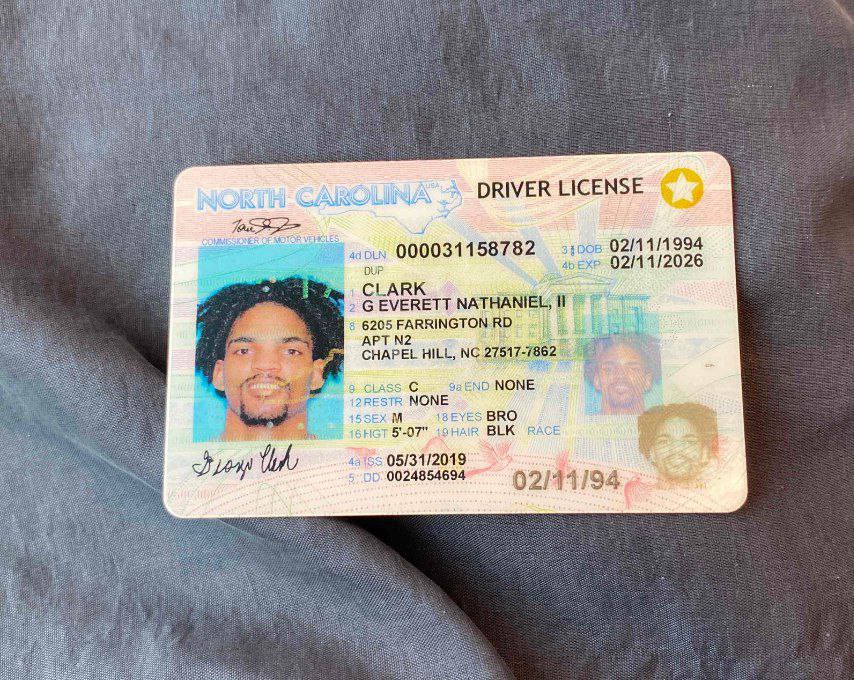 NORTH CAROLINA USA DRIVER LICENSE
COMMISSIONER OF MOTOR VEHICLES
4d DLN 000031158782
3 DOB 02/11/1994
DUP
4b EXP 02/11/2026
1 CLARK
2 G EVERETT NATHANIEL, II
8 6205 FARRINGTON RD
APT N2
CHAPEL HILL, NC 27517-7862
9 CLASS C 9a END NONE
12 RESTR NONE
15 SEX M 18 EYES BRO
16 HGT 5'-07" 19 HAIR BLK RACE
4a ISS 05/31/2019
5 DD 0024854694
02/11/94